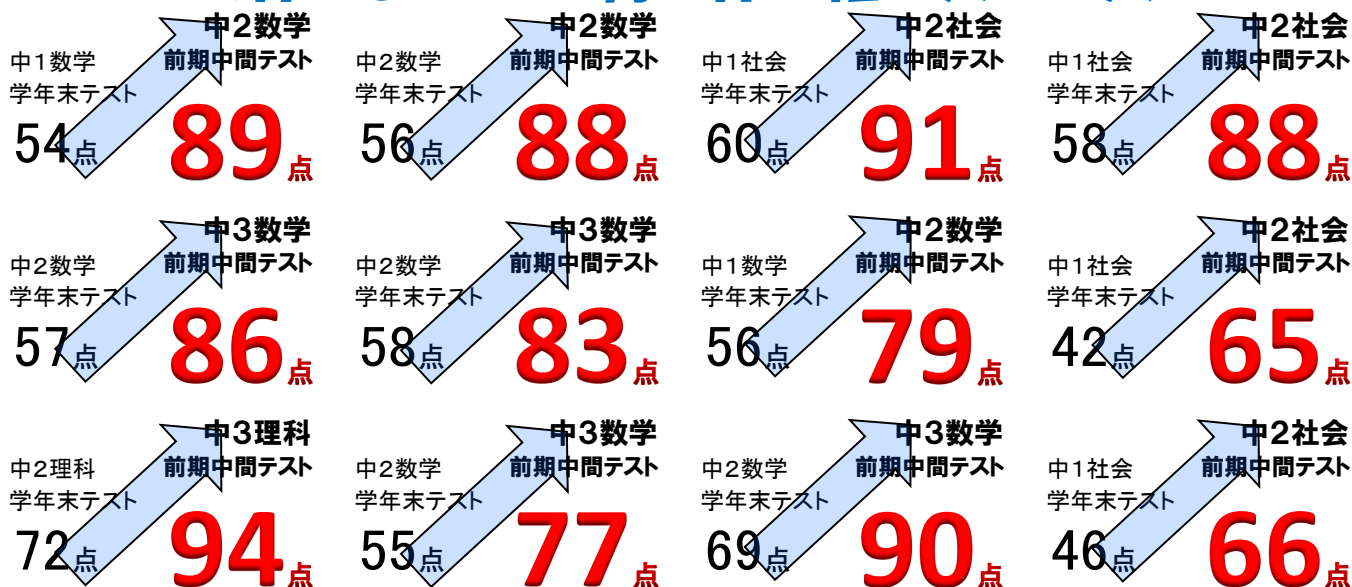 中2数学
前期中間テスト
中1数学
学年末テスト
54点
89点
中2数学
前期中間テスト
中2数学
学年末テスト
56点
88点
中2社会
前期中間テスト
中1社会
学年末テスト
60点
91点
中2社会
前期中間テスト
中1社会
学年末テスト
58点
88点
中3数学
前期中間テスト
中2数学
学年末テスト
57点
86点
中3数学
前期中間テスト
中2数学
学年末テスト
58点
83点
中2数学
前期中間テスト
中1数学
学年末テスト
56点
79点
中2社会
前期中間テスト
中1社会
学年末テスト
42点
65点
中3理科
前期中間テスト
中2理科
学年末テスト
72点
94点
中3数学
前期中間テスト
中2数学
学年末テスト
55点
77点
中3数学
前期中間テスト
中2数学
学年末テスト
69点
90点
中2社会
前期中間テスト
中1社会
学年末テスト
46点
66点